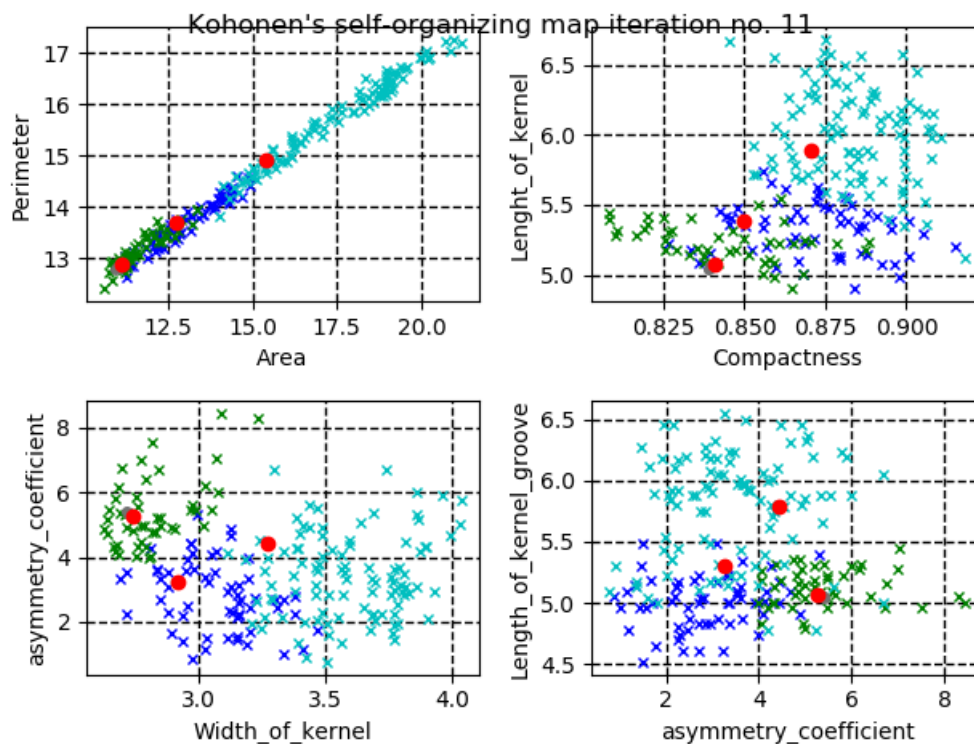 Kohonen's self-organizing map iteration no. 11
17
16
15
14
13
Perimeter
12.5 15.0 17.5 20.0
Area
6.5
6.0
5.5
5.0
Lenght_of_kernel
0.825 0.850 0.875 0.900
Compactness
8
6
4
2
asymmetry_coefficient
3.0 3.5 4.0
Width_of_kernel
6.5
6.0
5.5
5.0
4.5
Length_of_kernel_groove
2 4 6 8
asymmetry_coefficient